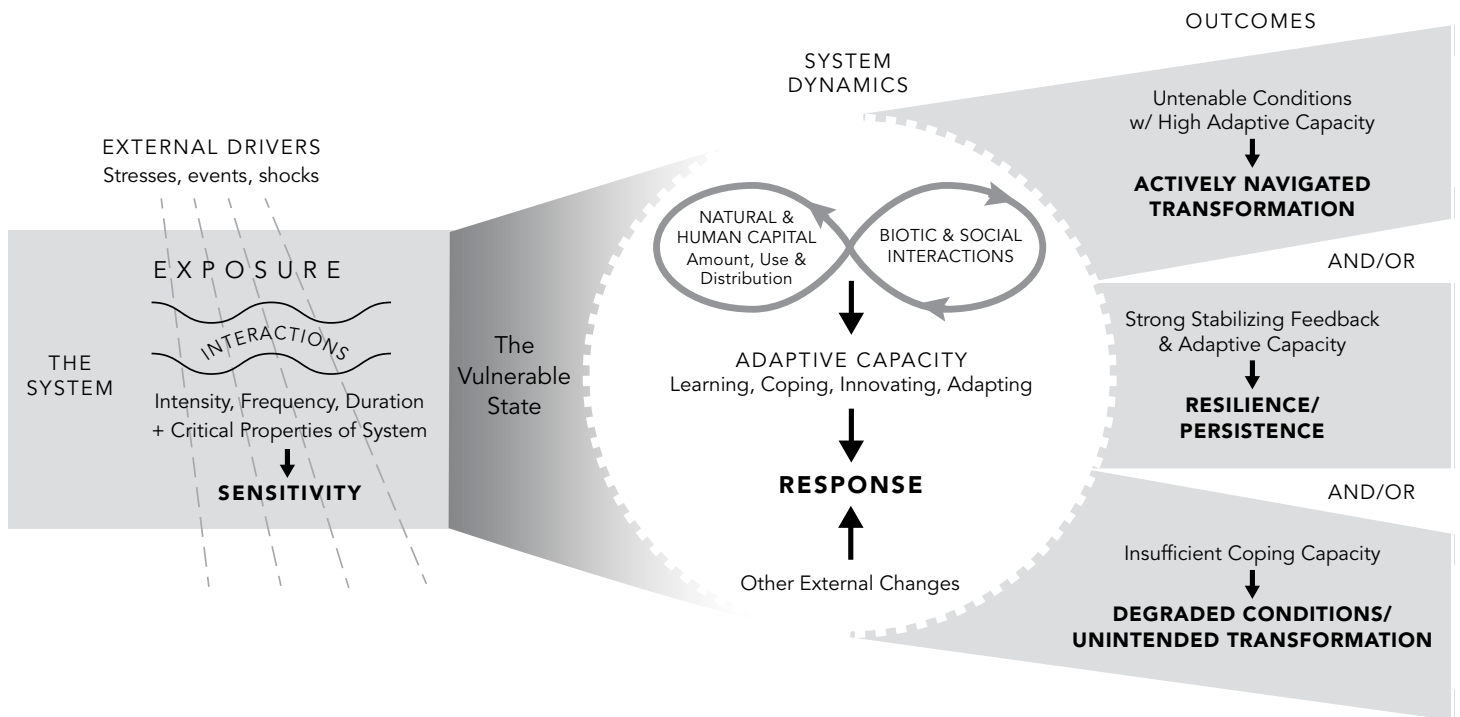 EXTERNAL DRIVERS
Stresses, events, shocks
THE
SYSTEM
EXPOSURE
INTERACTIONS
Intensity, Frequency, Duration
+ Critical Properties of System
SENSITIVITY
The
Vulnerable
State
SYSTEM
DYNAMICS
NATURAL &
HUMAN CAPITAL
Amount, Use &
Distribution
BIOTIC & SOCIAL
INTERACTIONS
ADAPTIVE CAPACITY
Learning, Coping, Innovating, Adapting
RESPONSE
Other External Changes
OUTCOMES
Untenable Conditions
w/ High Adaptive Capacity
ACTIVELY NAVIGATED
TRANSFORMATION
AND/OR
Strong Stabilizing Feedback
& Adaptive Capacity
RESILIENCE/
PERSISTENCE
AND/OR
Insufficient Coping Capacity
DEGRADED CONDITIONS/
UNINTENDED TRANSFORMATION